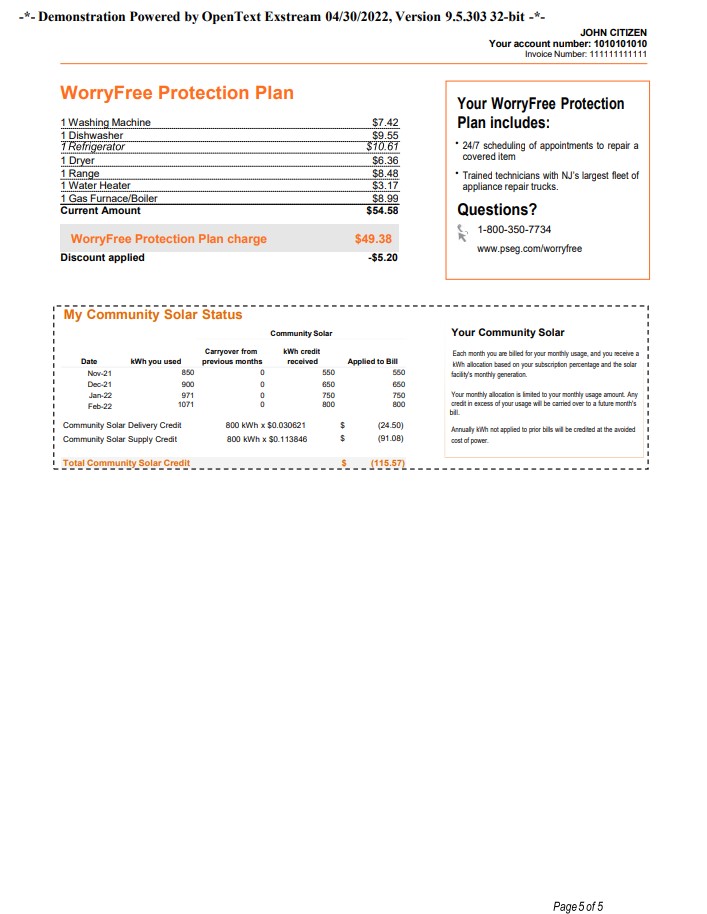 -*- Demonstration Powered by OpenText Exstream 04/30/2022, Version 9.5.303 32-bit -*-
JOHN CITIZEN
Your account number: 1010101010
Invoice Number: 111111111111
WorryFree Protection Plan
1 Washing Machine $7.42
1 Dishwasher $9.55
1 Refrigerator $10.61
1 Dryer $6.36
1 Range $8.48
1 Water Heater $3.17
1 Gas Furnace/Boiler $8.99
Current Amount $54.58
WorryFree Protection Plan charge $49.38
Discount applied -$5.20
Your WorryFree Protection
Plan includes:
• 24/7 scheduling of appointments to repair a
covered item
• Trained technicians with NJ's largest fleet of
appliance repair trucks.
Questions?
1-800-350-7734
www.pseg.com/worryfree
My Community Solar Status
Community Solar
Carryover from kWh credit
Date kWh you used previous months received Applied to Bill
Nov-21 850 0 550 550
Dec-21 900 0 650 650
Jan-22 971 0 750 750
Feb-22 1071 0 800 800
Community Solar Delivery Credit 800 kWh x $0.030621 $ (24.50)
Community Solar Supply Credit 800 kWh x $0.113846 $ (91.08)
Total Community Solar Credit $ (115.57)
Your Community Solar
Each month you are billed for your monthly usage, and you receive a
kWh allocation based on your subscription percentage and the solar
facility's monthly generation.
Your monthly allocation is limited to your monthly usage amount. Any
credit in excess of your usage will be carried over to a future month's
bill.
Annually kWh not applied to prior bills will be credited at the avoided
cost of power.
Page 5 of 5